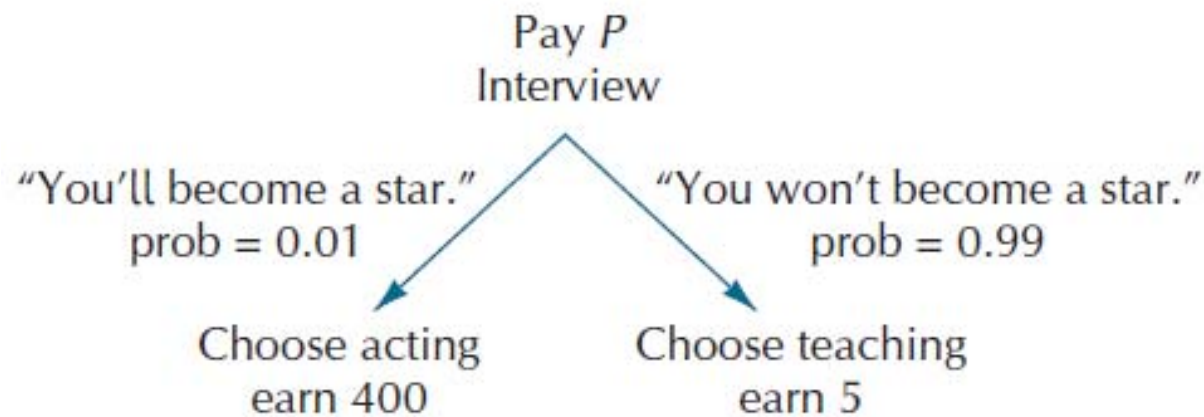 Pay P
Interview
“You’ll become a star.”
prob = 0.01
“You won’t become a star.”
prob = 0.99
Choose acting
earn 400
Choose teaching
earn 5